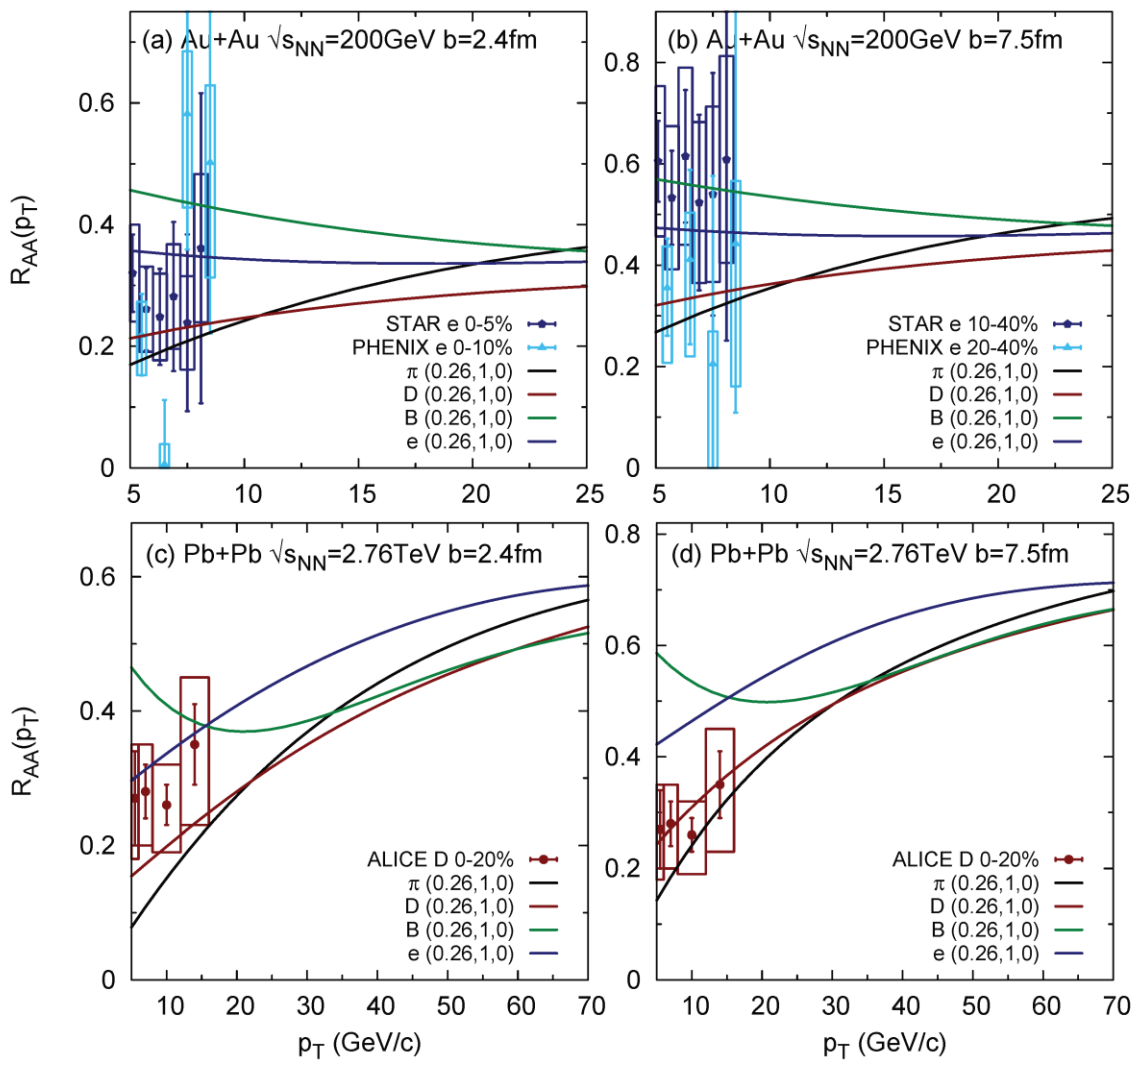 (a) Au+Au √sNN=200GeV b=2.4fm
RAA(pT)
0.6
0.4
0.2
0
STAR e 0-5%
PHENIX e 0-10%
π (0.26,1,0)
D (0.26,1,0)
B (0.26,1,0)
e (0.26,1,0)
5 10 15 20 25
(b) Au+Au √sNN=200GeV b=7.5fm
0.8
0.6
0.4
0.2
0
STAR e 10-40%
PHENIX e 20-40%
π (0.26,1,0)
D (0.26,1,0)
B (0.26,1,0)
e (0.26,1,0)
5 10 15 20 25
(c) Pb+Pb √sNN=2.76TeV b=2.4fm
RAA(pT)
0.6
0.4
0.2
0
ALICE D 0-20%
π (0.26,1,0)
D (0.26,1,0)
B (0.26,1,0)
e (0.26,1,0)
10 20 30 40 50 60 70
pT (GeV/c)
(d) Pb+Pb √sNN=2.76TeV b=7.5fm
0.8
0.6
0.4
0.2
0
ALICE D 0-20%
π (0.26,1,0)
D (0.26,1,0)
B (0.26,1,0)
e (0.26,1,0)
10 20 30 40 50 60 70
pT (GeV/c)